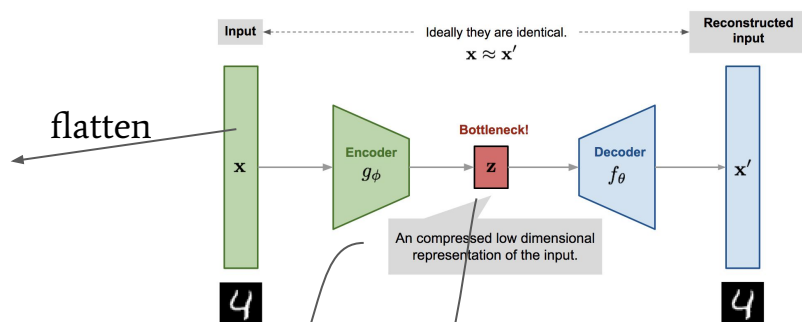 Input
Ideally they are identical.
x ≈ x′
Reconstructed
input
flatten
Bottleneck!
x
Encoder
gϕ
z
Decoder
fθ
x′
An compressed low dimensional
representation of the input.
4
4